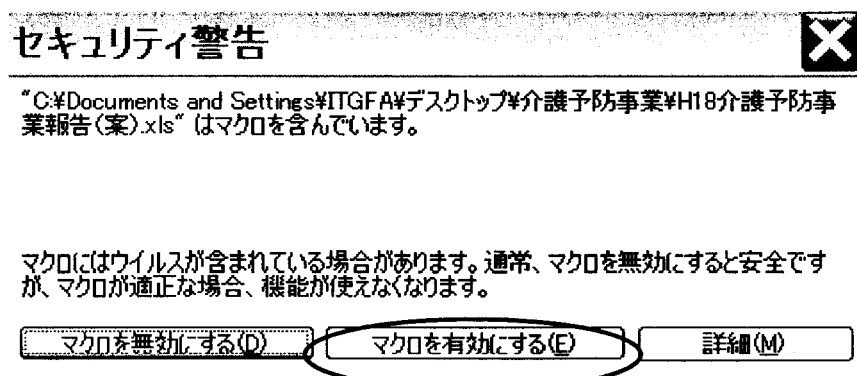 セキュリティ警告
"C:¥Documents and Settings¥ITGFA¥デスクトップ¥介護予防事業¥H18介護予防事
業報告(案).xls" はマクロを含んでいます。
マクロにはウイルスが含まれている場合があります。通常、マクロを無効にすると安全です
が、マクロが適正な場合、機能が使えなくなります。
マクロを無効にする(D) マクロを有効にする(E) 詳細(M)